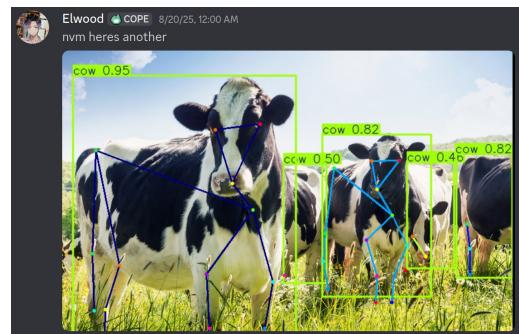 Elwood COPE 8/20/25, 12:00 AM
nvm heres another
cow 0.95
cow 0.50
cow 0.82
cow 0.46
cow 0.82